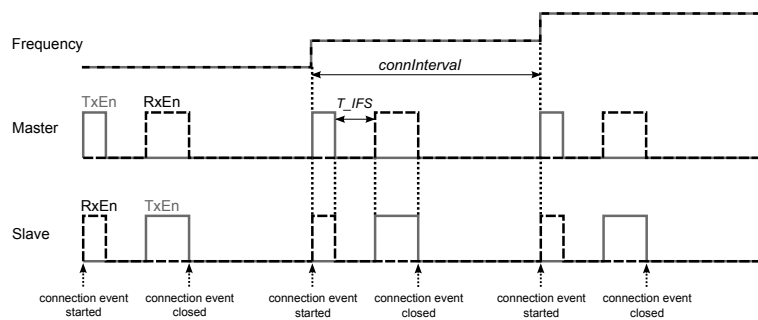 Frequency
connInterval
TxEn RxEn
T_IFS
Master
RxEn TxEn
Slave
connection event started
connection event closed
connection event started
connection event closed
connection event started
connection event closed